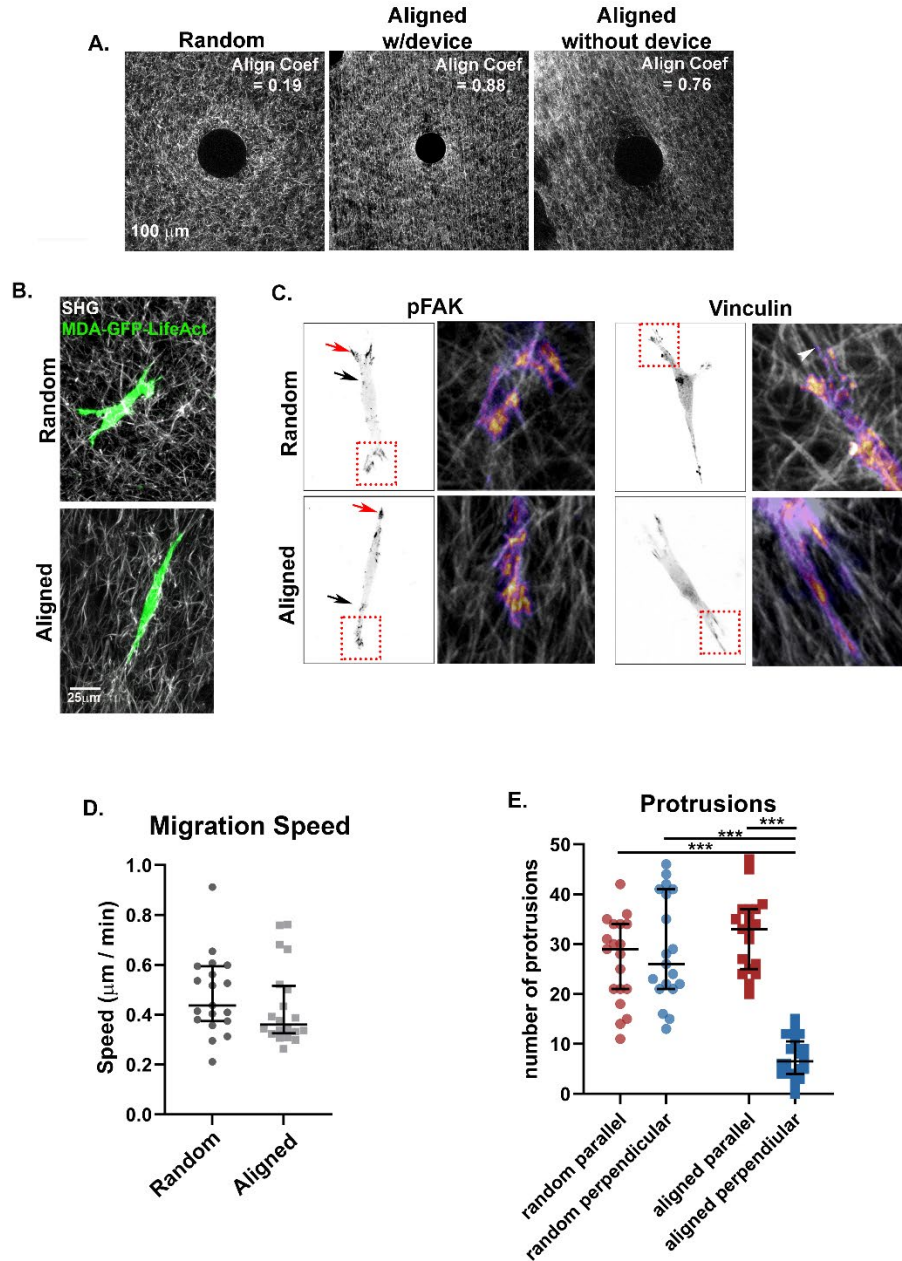 A.
Random
Aligned
w/device
Aligned
without device
Align Coef
= 0.19
Align Coef
= 0.88
Align Coef
= 0.76
100 μm
B.
SHG
MDA-GFP-LifeAct
Random
Aligned
25μm
C.
pFAK
Vinculin
Random
Aligned
D.
Migration Speed
Speed (μm / min)
1.0
0.8
0.6
0.4
0.2
0.0
Random
Aligned
E.
Protrusions
***
***
***
number of protrusions
50
40
30
20
10
0
random parallel
random perpendicular
aligned parallel
aligned perpendiular